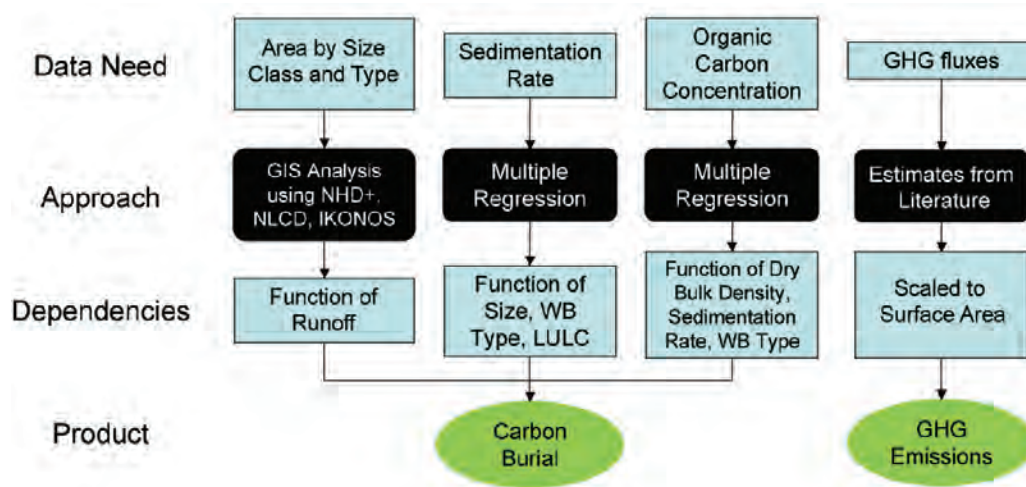 Data Need
Area by Size
Class and Type
Sedimentation
Rate
Organic
Carbon
Concentration
GHG fluxes
Approach
GIS Analysis
using NHD+,
NLCD, IKONOS
Multiple
Regression
Multiple
Regression
Estimates from
Literature
Dependencies
Function of
Runoff
Function of
Size, WB
Type, LULC
Function of Dry
Bulk Density,
Sedimentation
Rate, WB Type
Scaled to
Surface Area
Product
Carbon
Burial
GHG
Emissions